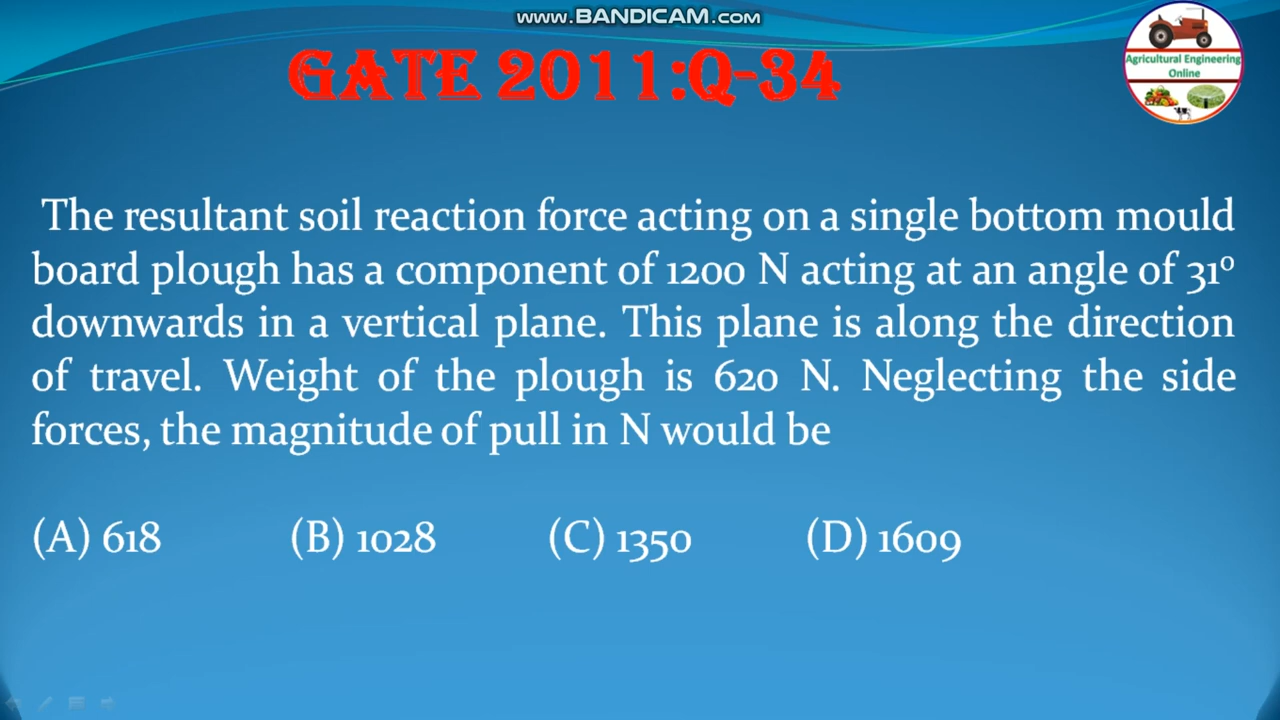 www.BANDICAM.com
GATE 2011:Q-34
Agricultural Engineering
Online
The resultant soil reaction force acting on a single bottom mould
board plough has a component of 1200 N acting at an angle of 31⁰
downwards in a vertical plane. This plane is along the direction
of travel. Weight of the plough is 620 N. Neglecting the side
forces, the magnitude of pull in N would be
(A) 618 (B) 1028 (C) 1350 (D) 1609